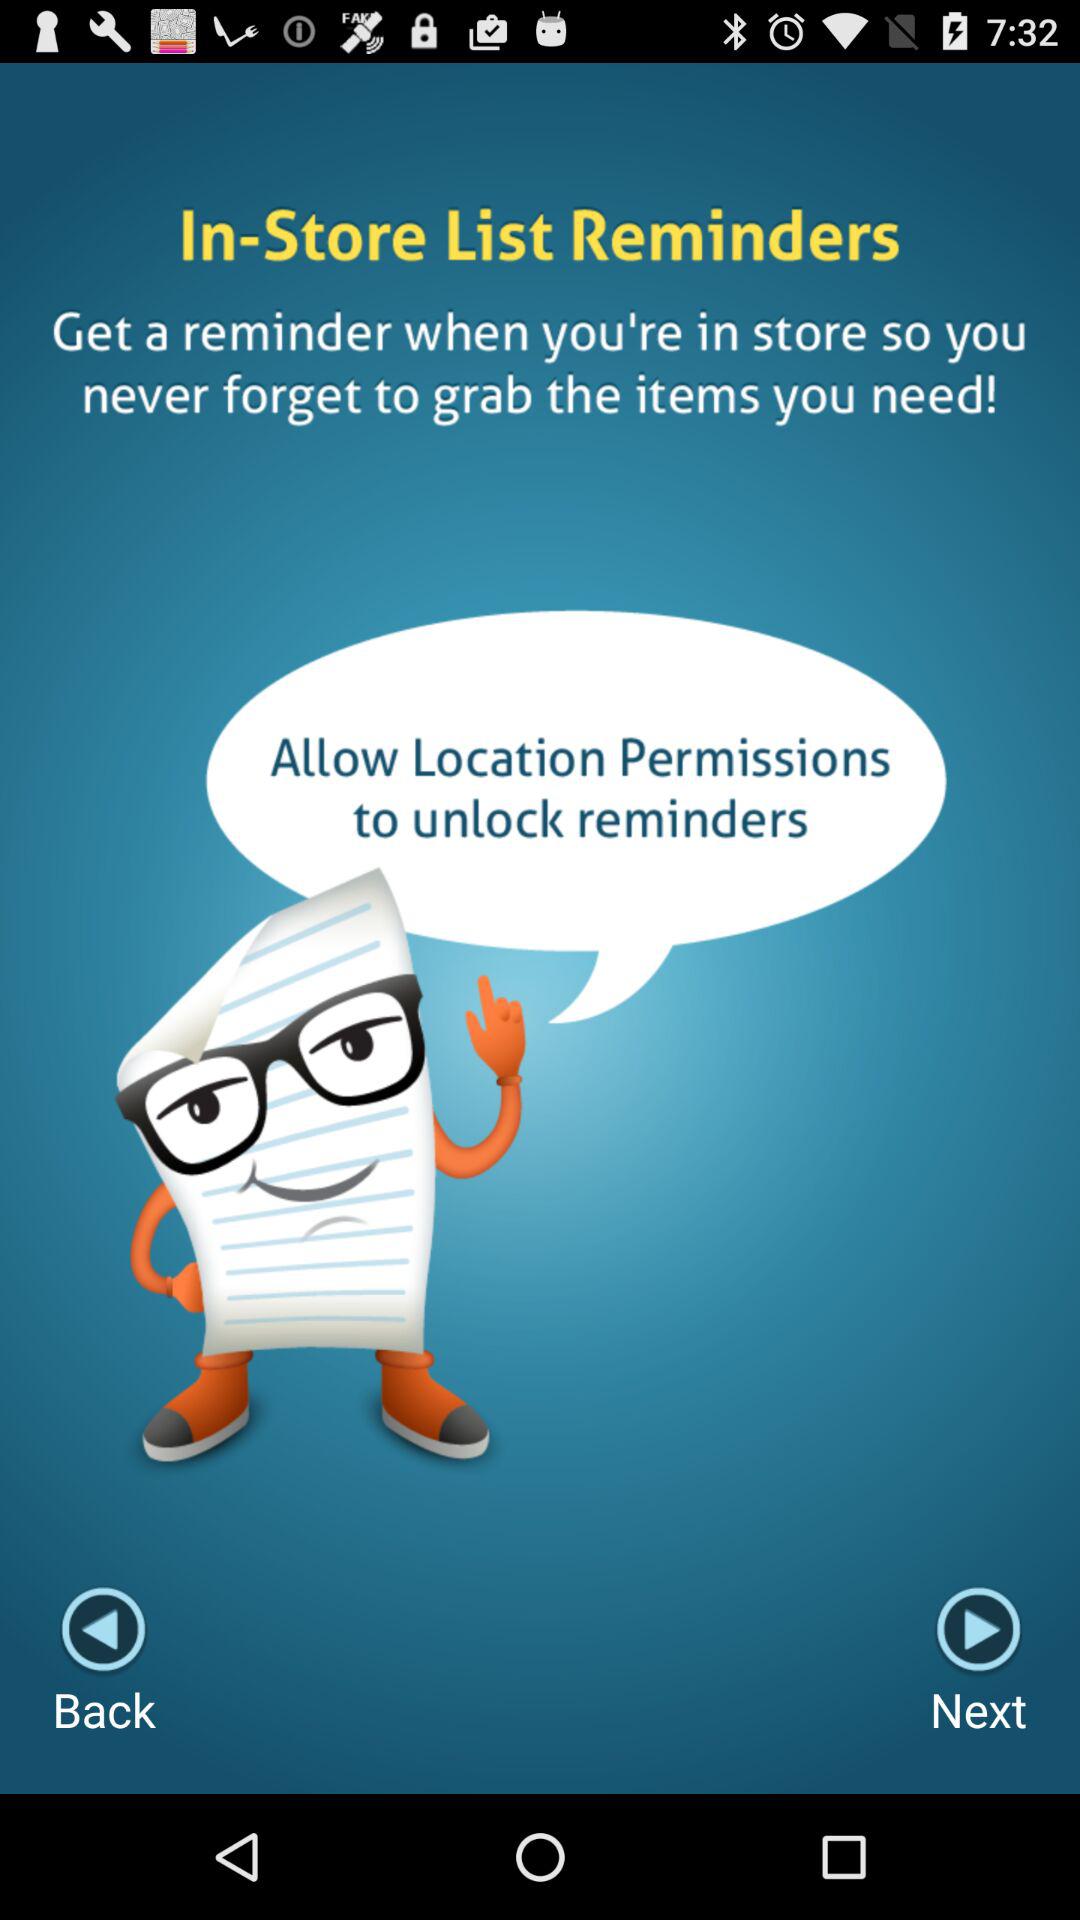 FAKE
7:32
In-Store List Reminders
Get a reminder when you're in store so you
never forget to grab the items you need!
Allow Location Permissions
to unlock reminders
Back
Next